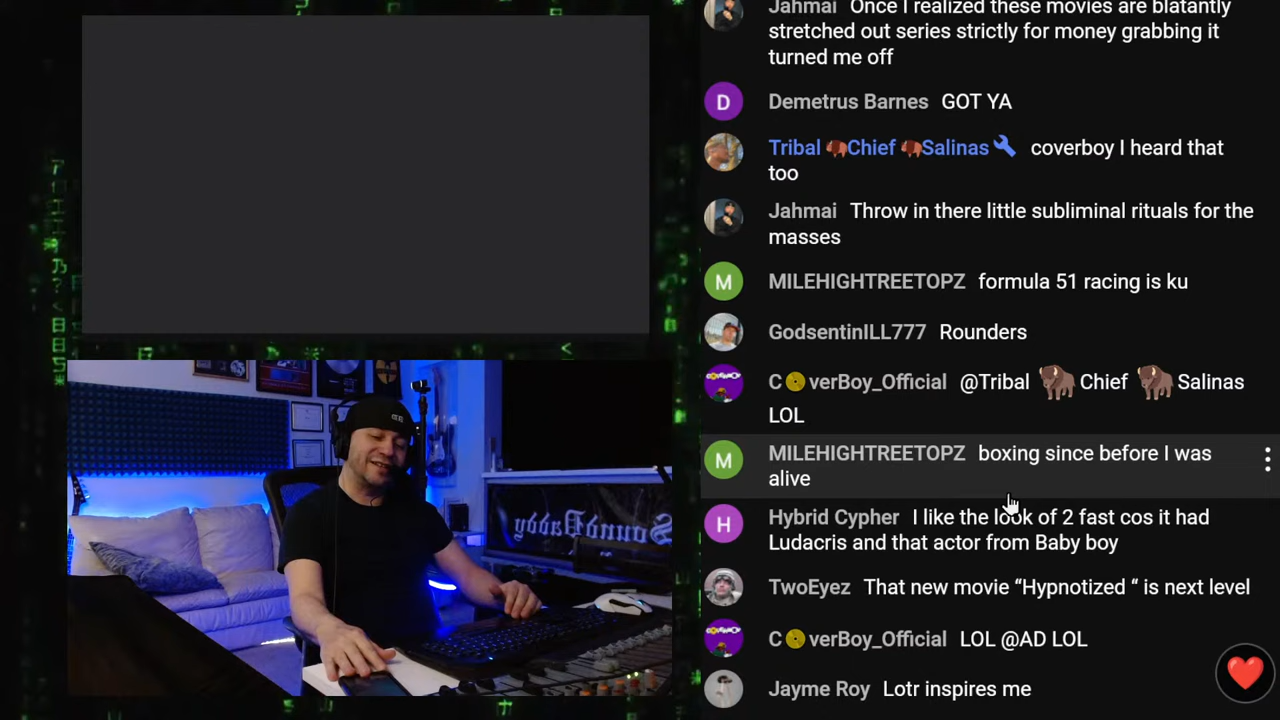 Jahmai Once I realized these movies are blatantly
stretched out series strictly for money grabbing it
turned me off
D
Demetrus Barnes GOT YA
Tribal 🦬Chief 🦬Salinas 🔧 coverboy I heard that
too
Jahmai Throw in there little subliminal rituals for the
masses
M
MILEHIGHTREETOPZ formula 51 racing is ku
GodsentinILL777 Rounders
C📀verBoy_Official @Tribal 🦬 Chief 🦬 Salinas
LOL
M
MILEHIGHTREETOPZ boxing since before I was
alive
H
Hybrid Cypher I like the look of 2 fast cos it had
Ludacris and that actor from Baby boy
TwoEyez That new movie “Hypnotized “ is next level
C📀verBoy_Official LOL @AD LOL
Jayme Roy Lotr inspires me
SoundDaddy